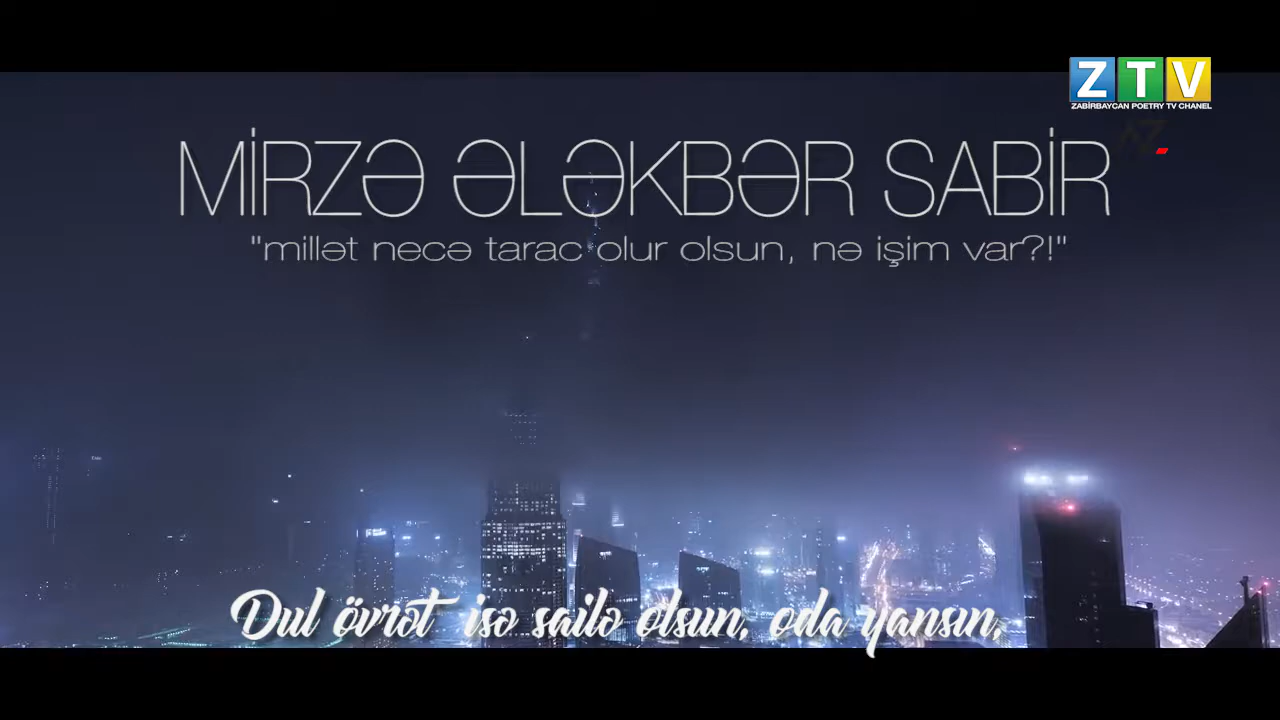 ZTV
ZABİRBAYCAN POETRY TV CHANEL
MİRZƏ ƏLƏKBƏR SABİR
"millət necə tarac olur olsun, nə işim var?!"
Dul övrət isə sailə olsun, oda yansın,